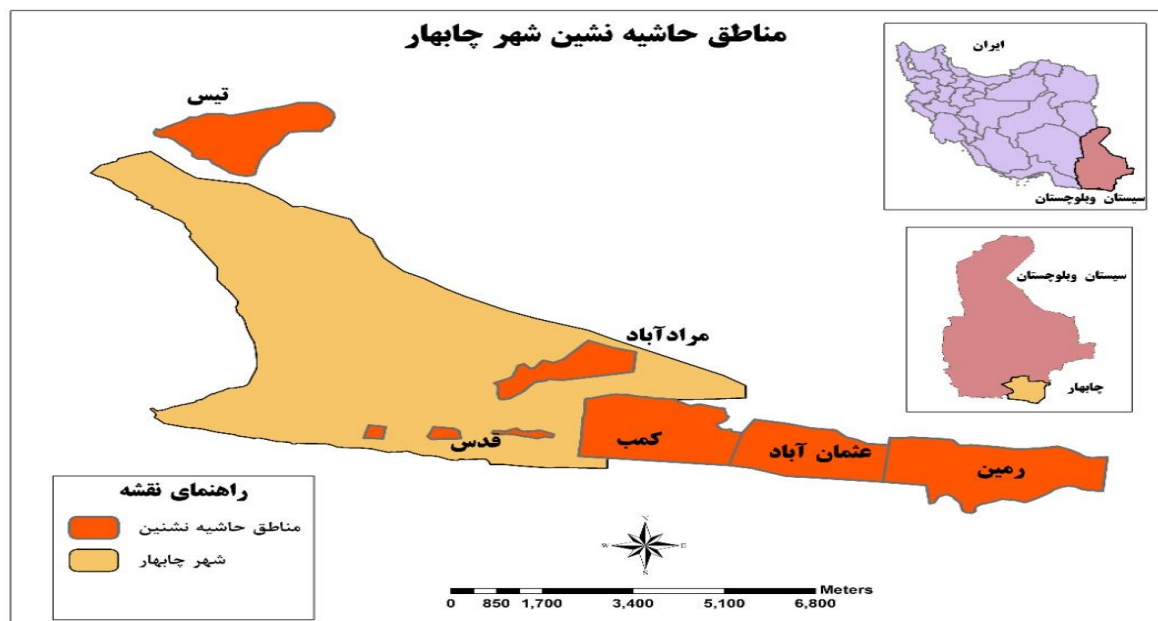 مناطق حاشیه نشین شهر چابهار
ایران
سیستان وبلوچستان
سیستان وبلوچستان
چابهار
تیس
مرادآباد
قدس
کمب
عثمان آباد
رمین
راهنمای نقشه
مناطق حاشیه نشنین
شهر چابهار
N
W E
S
Meters
0 850 1,700 3,400 5,100 6,800